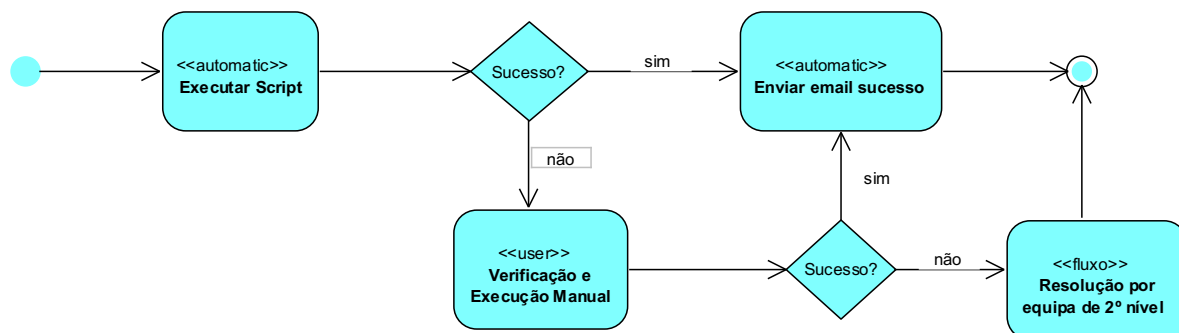 <<automatic>>
Executar Script
Sucesso?
sim
<<automatic>>
Enviar email sucesso
não
sim
<<user>>
Verificação e
Execução Manual
Sucesso?
não
<<fluxo>>
Resolução por
equipa de 2º nível